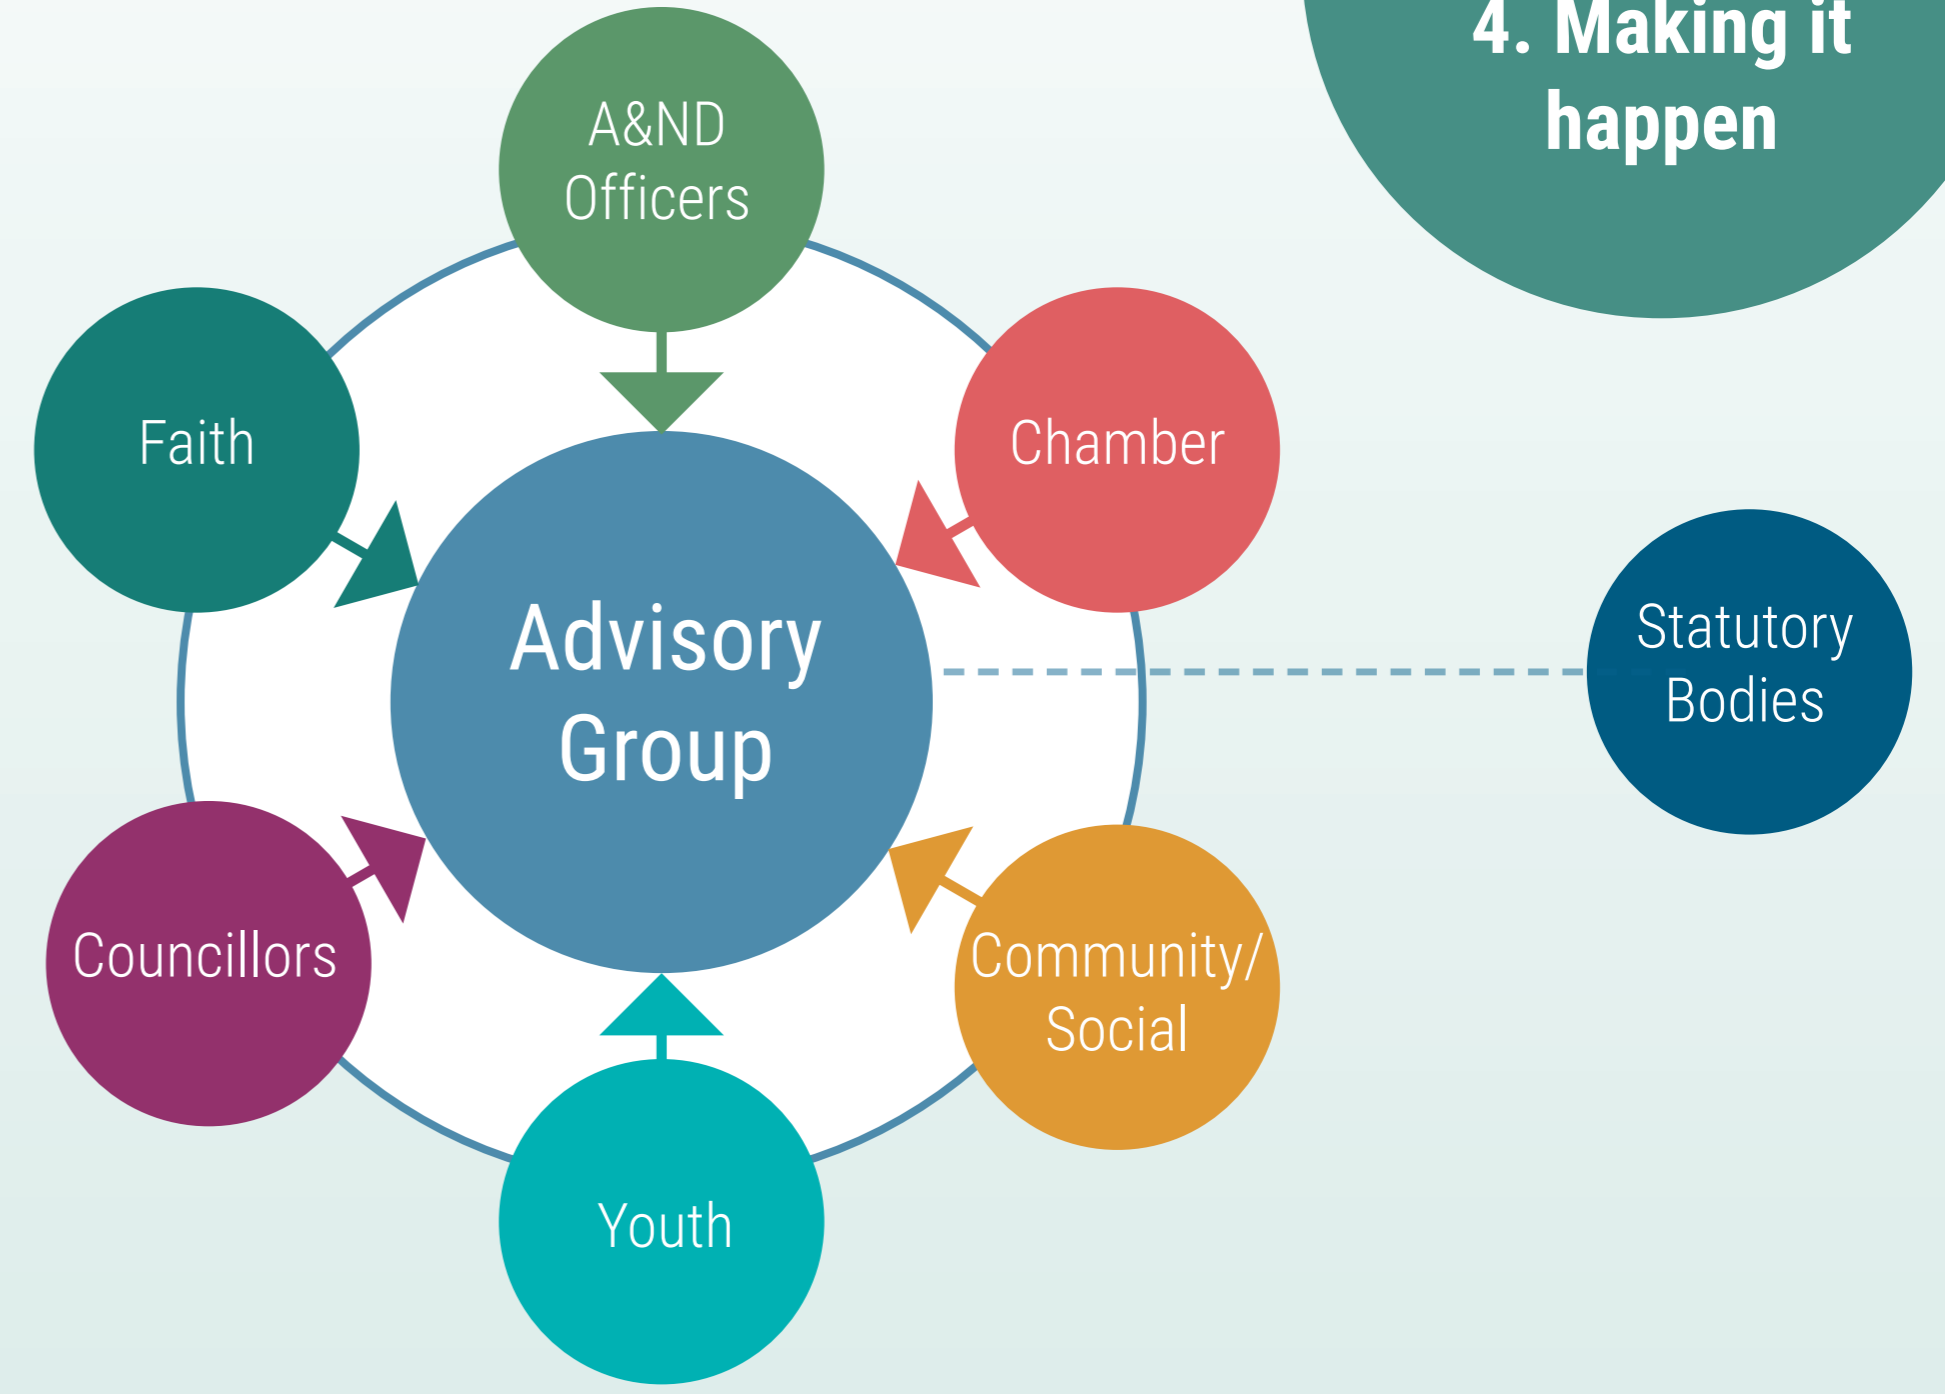 4. Making it
happen
A&ND
Officers
Faith
Chamber
Advisory
Group
Statutory
Bodies
Councillors
Community/
Social
Youth